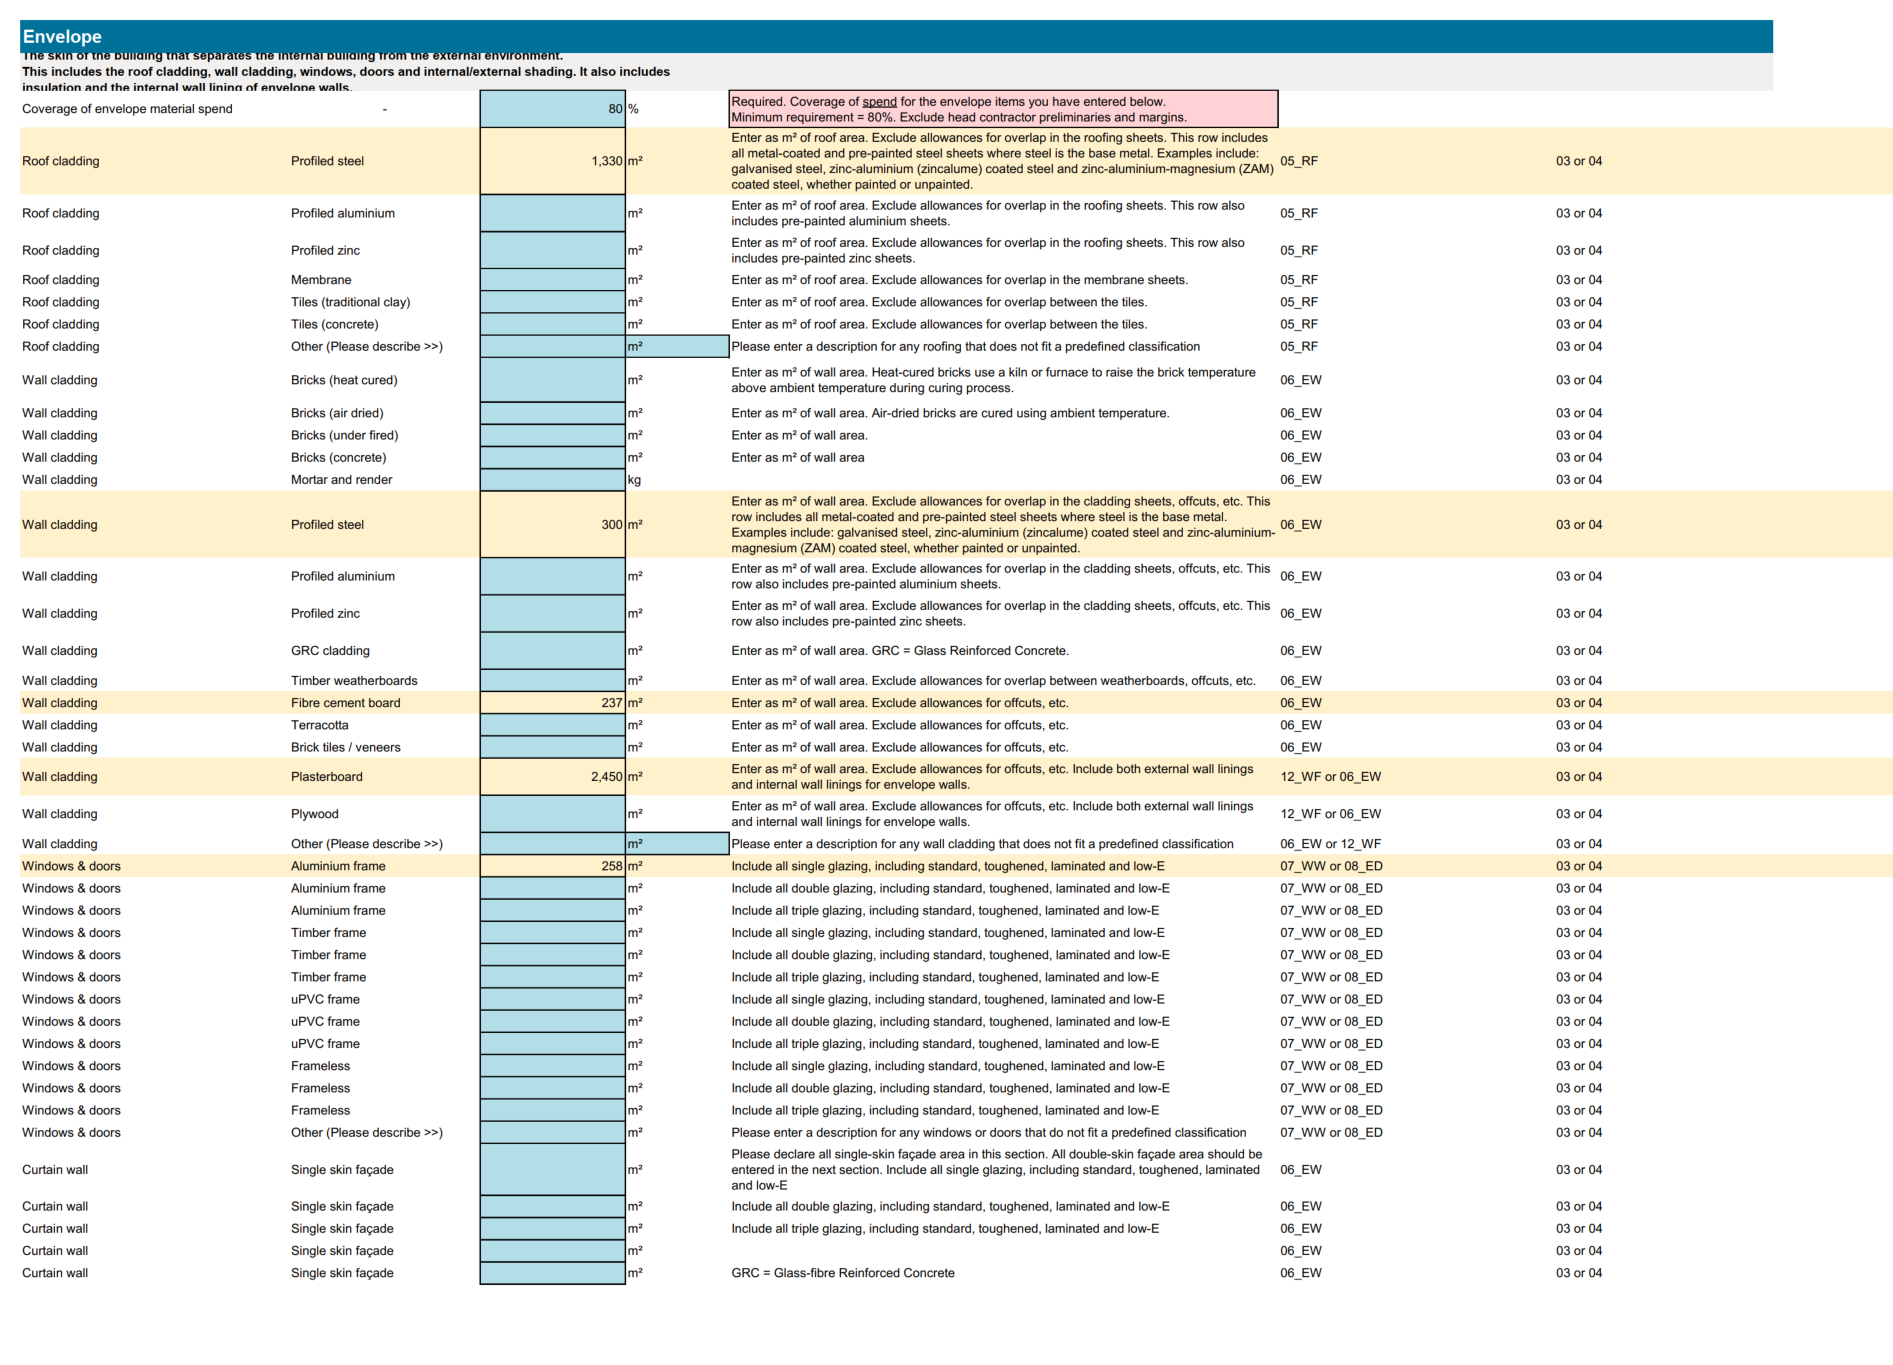 Envelope
The skin of the building that separates the internal building from the external environment.
This includes the roof cladding, wall cladding, windows, doors and internal/external shading. It also includes
insulation and the internal wall lining of envelope walls.
Coverage of envelope material spend - 80 % Required. Coverage of spend for the envelope items you have entered below.
Minimum requirement = 80%. Exclude head contractor preliminaries and margins.
Roof cladding Profiled steel 1,330 m² Enter as m² of roof area. Exclude allowances for overlap in the roofing sheets. This row includes
all metal-coated and pre-painted steel sheets where steel is the base metal. Examples include:
galvanised steel, zinc-aluminium (zincalume) coated steel and zinc-aluminium-magnesium (ZAM)
coated steel, whether painted or unpainted. 05_RF 03 or 04
Roof cladding Profiled aluminium m² Enter as m² of roof area. Exclude allowances for overlap in the roofing sheets. This row also
includes pre-painted aluminium sheets. 05_RF 03 or 04
Roof cladding Profiled zinc m² Enter as m² of roof area. Exclude allowances for overlap in the roofing sheets. This row also
includes pre-painted zinc sheets. 05_RF 03 or 04
Roof cladding Membrane m² Enter as m² of roof area. Exclude allowances for overlap in the membrane sheets. 05_RF 03 or 04
Roof cladding Tiles (traditional clay) m² Enter as m² of roof area. Exclude allowances for overlap between the tiles. 05_RF 03 or 04
Roof cladding Tiles (concrete) m² Enter as m² of roof area. Exclude allowances for overlap between the tiles. 05_RF 03 or 04
Roof cladding Other (Please describe >>) m² Please enter a description for any roofing that does not fit a predefined classification 05_RF 03 or 04
Wall cladding Bricks (heat cured) m² Enter as m² of wall area. Heat-cured bricks use a kiln or furnace to raise the brick temperature
above ambient temperature during curing process. 06_EW 03 or 04
Wall cladding Bricks (air dried) m² Enter as m² of wall area. Air-dried bricks are cured using ambient temperature. 06_EW 03 or 04
Wall cladding Bricks (under fired) m² Enter as m² of wall area. 06_EW 03 or 04
Wall cladding Bricks (concrete) m² Enter as m² of wall area 06_EW 03 or 04
Wall cladding Mortar and render kg 06_EW 03 or 04
Wall cladding Profiled steel 300 m² Enter as m² of wall area. Exclude allowances for overlap in the cladding sheets, offcuts, etc. This
row includes all metal-coated and pre-painted steel sheets where steel is the base metal.
Examples include: galvanised steel, zinc-aluminium (zincalume) coated steel and zinc-aluminium-
magnesium (ZAM) coated steel, whether painted or unpainted. 06_EW 03 or 04
Wall cladding Profiled aluminium m² Enter as m² of wall area. Exclude allowances for overlap in the cladding sheets, offcuts, etc. This
row also includes pre-painted aluminium sheets. 06_EW 03 or 04
Wall cladding Profiled zinc m² Enter as m² of wall area. Exclude allowances for overlap in the cladding sheets, offcuts, etc. This
row also includes pre-painted zinc sheets. 06_EW 03 or 04
Wall cladding GRC cladding m² Enter as m² of wall area. GRC = Glass Reinforced Concrete. 06_EW 03 or 04
Wall cladding Timber weatherboards m² Enter as m² of wall area. Exclude allowances for overlap between weatherboards, offcuts, etc. 06_EW 03 or 04
Wall cladding Fibre cement board 237 m² Enter as m² of wall area. Exclude allowances for offcuts, etc. 06_EW 03 or 04
Wall cladding Terracotta m² Enter as m² of wall area. Exclude allowances for offcuts, etc. 06_EW 03 or 04
Wall cladding Brick tiles / veneers m² Enter as m² of wall area. Exclude allowances for offcuts, etc. 06_EW 03 or 04
Wall cladding Plasterboard 2,450 m² Enter as m² of wall area. Exclude allowances for offcuts, etc. Include both external wall linings
and internal wall linings for envelope walls. 12_WF or 06_EW 03 or 04
Wall cladding Plywood m² Enter as m² of wall area. Exclude allowances for offcuts, etc. Include both external wall linings
and internal wall linings for envelope walls. 12_WF or 06_EW 03 or 04
Wall cladding Other (Please describe >>) m² Please enter a description for any wall cladding that does not fit a predefined classification 06_EW or 12_WF 03 or 04
Windows & doors Aluminium frame 258 m² Include all single glazing, including standard, toughened, laminated and low-E 07_WW or 08_ED 03 or 04
Windows & doors Aluminium frame m² Include all double glazing, including standard, toughened, laminated and low-E 07_WW or 08_ED 03 or 04
Windows & doors Aluminium frame m² Include all triple glazing, including standard, toughened, laminated and low-E 07_WW or 08_ED 03 or 04
Windows & doors Timber frame m² Include all single glazing, including standard, toughened, laminated and low-E 07_WW or 08_ED 03 or 04
Windows & doors Timber frame m² Include all double glazing, including standard, toughened, laminated and low-E 07_WW or 08_ED 03 or 04
Windows & doors Timber frame m² Include all triple glazing, including standard, toughened, laminated and low-E 07_WW or 08_ED 03 or 04
Windows & doors uPVC frame m² Include all single glazing, including standard, toughened, laminated and low-E 07_WW or 08_ED 03 or 04
Windows & doors uPVC frame m² Include all double glazing, including standard, toughened, laminated and low-E 07_WW or 08_ED 03 or 04
Windows & doors uPVC frame m² Include all triple glazing, including standard, toughened, laminated and low-E 07_WW or 08_ED 03 or 04
Windows & doors Frameless m² Include all single glazing, including standard, toughened, laminated and low-E 07_WW or 08_ED 03 or 04
Windows & doors Frameless m² Include all double glazing, including standard, toughened, laminated and low-E 07_WW or 08_ED 03 or 04
Windows & doors Frameless m² Include all triple glazing, including standard, toughened, laminated and low-E 07_WW or 08_ED 03 or 04
Windows & doors Other (Please describe >>) m² Please enter a description for any windows or doors that do not fit a predefined classification 07_WW or 08_ED 03 or 04
Curtain wall Single skin façade m² Please declare all single-skin façade area in this section. All double-skin façade area should be
entered in the next section. Include all single glazing, including standard, toughened, laminated
and low-E 06_EW 03 or 04
Curtain wall Single skin façade m² Include all double glazing, including standard, toughened, laminated and low-E 06_EW 03 or 04
Curtain wall Single skin façade m² Include all triple glazing, including standard, toughened, laminated and low-E 06_EW 03 or 04
Curtain wall Single skin façade m² 06_EW 03 or 04
Curtain wall Single skin façade m² GRC = Glass-fibre Reinforced Concrete 06_EW 03 or 04